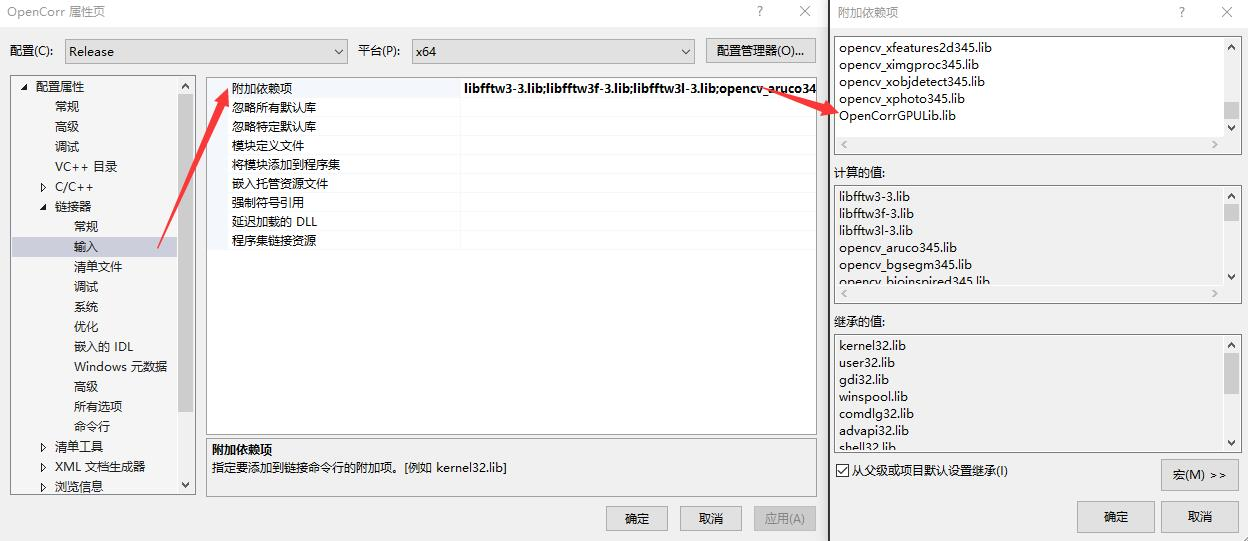 OpenCorr 属性页
配置(C):
Release
平台(P):
x64
配置管理器(O)...
配置属性
常规
高级
调试
VC++ 目录
C/C++
链接器
常规
输入
清单文件
调试
系统
优化
嵌入的 IDL
Windows 元数据
高级
所有选项
命令行
清单工具
XML 文档生成器
浏览信息
附加依赖项 libfftw3-3.lib;libfftw3f-3.lib;libfftw3l-3.lib;opencv_aruco34
忽略所有默认库
忽略特定默认库
模块定义文件
将模块添加到程序集
嵌入托管资源文件
强制符号引用
延迟加载的 DLL
程序集链接资源
附加依赖项
指定要添加到链接命令行的附加项。[例如 kernel32.lib]
确定
取消
应用(A)
附加依赖项
opencv_xfeatures2d345.lib
opencv_ximgproc345.lib
opencv_xobjdetect345.lib
opencv_xphoto345.lib
OpenCorrGPULib.lib
计算的值:
libfftw3-3.lib
libfftw3f-3.lib
libfftw3l-3.lib
opencv_aruco345.lib
opencv_bgsegm345.lib
opencv_bioinspired345.lib
继承的值:
kernel32.lib
user32.lib
gdi32.lib
winspool.lib
comdlg32.lib
advapi32.lib
shell32.lib
从父级或项目默认设置继承(I)
宏(M) >>
确定
取消